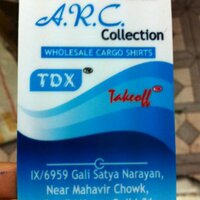 A.R.C.
Collection
WHOLESALE CARGO SHIRTS
TDX
Takeoff
IX/6959 Gali Satya Narayan,
Near Mahavir Chowk,